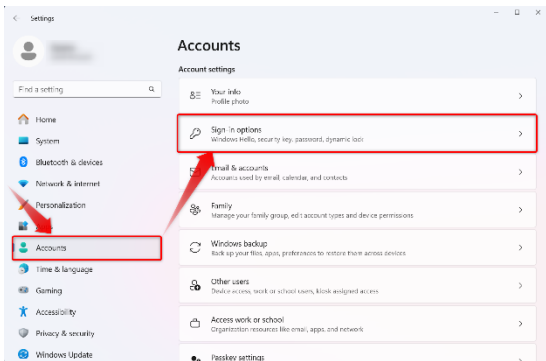 Settings
Accounts
Account settings
Find a setting
Home
System
Bluetooth & devices
Network & internet
Personalization
Accounts
Time & language
Gaming
Accessibility
Privacy & security
Windows Update
Your info
Profile photo
Sign-in options
Windows Hello, security key, password, dynamic lock
Email & accounts
Accounts used by email, calendar, and contacts
Family
Manage your family group, edit account types and device permissions
Windows backup
Back up your files, apps, preferences to restore them across devices
Other users
Device access, work or school users, kiosk assigned access
Access work or school
Organization resources like email, apps, and network
Passkey settings